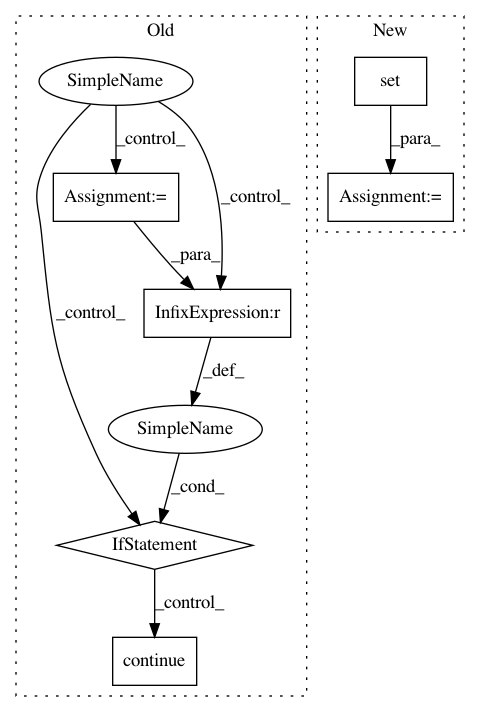 Old
New
SimpleName
set
_control_
_para_
Assignment:=
Assignment:=
_control_
_para_
_control_
InfixExpression:r
_def_
SimpleName
_cond_
IfStatement
_control_
continue